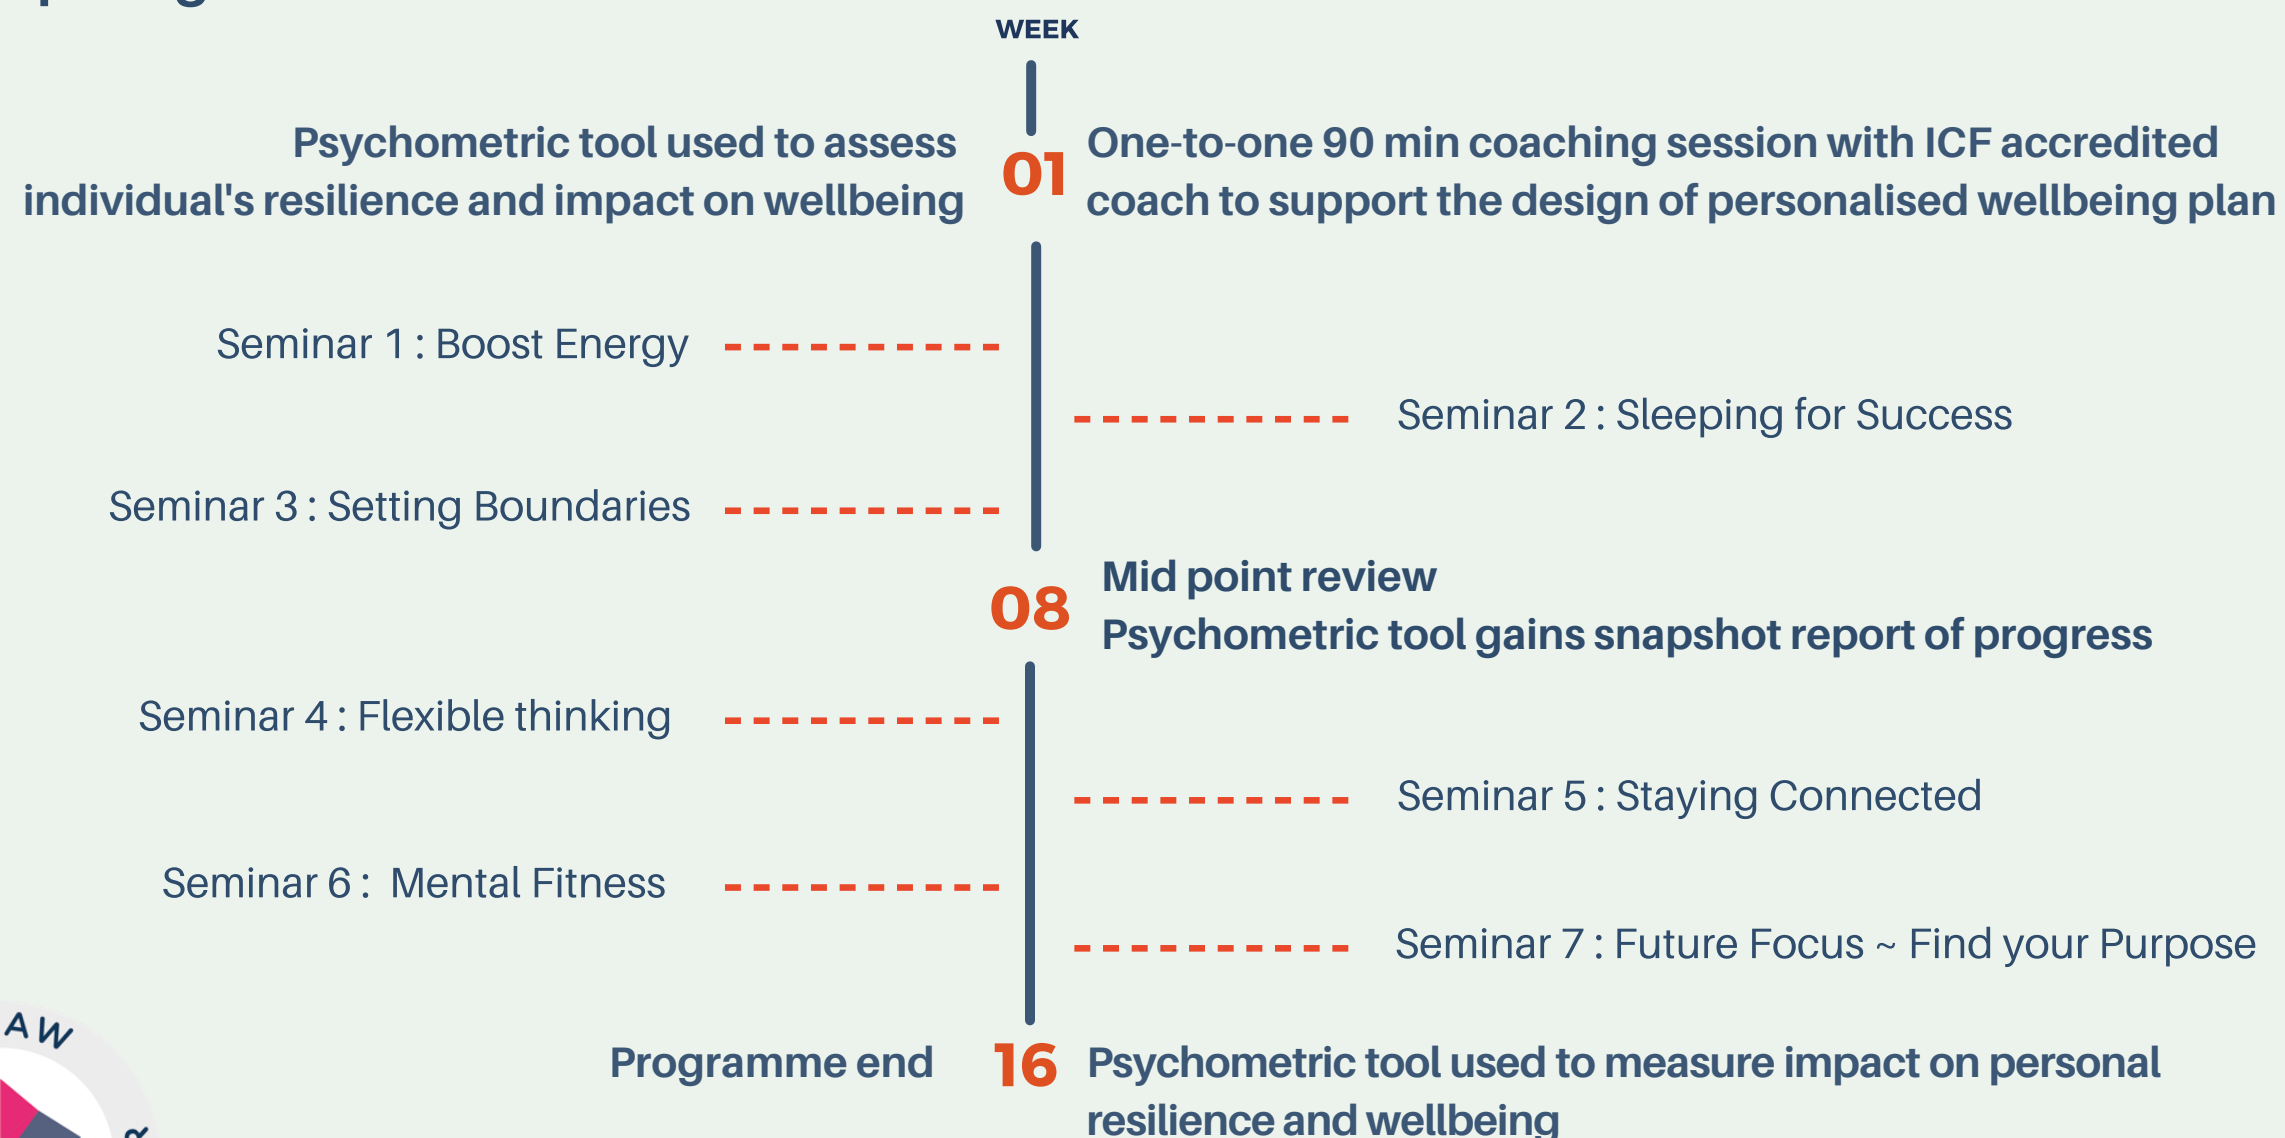 WEEK
Psychometric tool used to assess
individual's resilience and impact on wellbeing
01
One-to-one 90 min coaching session with ICF accredited
coach to support the design of personalised wellbeing plan
Seminar 1 : Boost Energy
Seminar 2 : Sleeping for Success
Seminar 3 : Setting Boundaries
08
Mid point review
Psychometric tool gains snapshot report of progress
Seminar 4 : Flexible thinking
Seminar 5 : Staying Connected
Seminar 6 :  Mental Fitness
Seminar 7 : Future Focus ~ Find your Purpose
Programme end
16
Psychometric tool used to measure impact on personal
resilience and wellbeing
AW
R